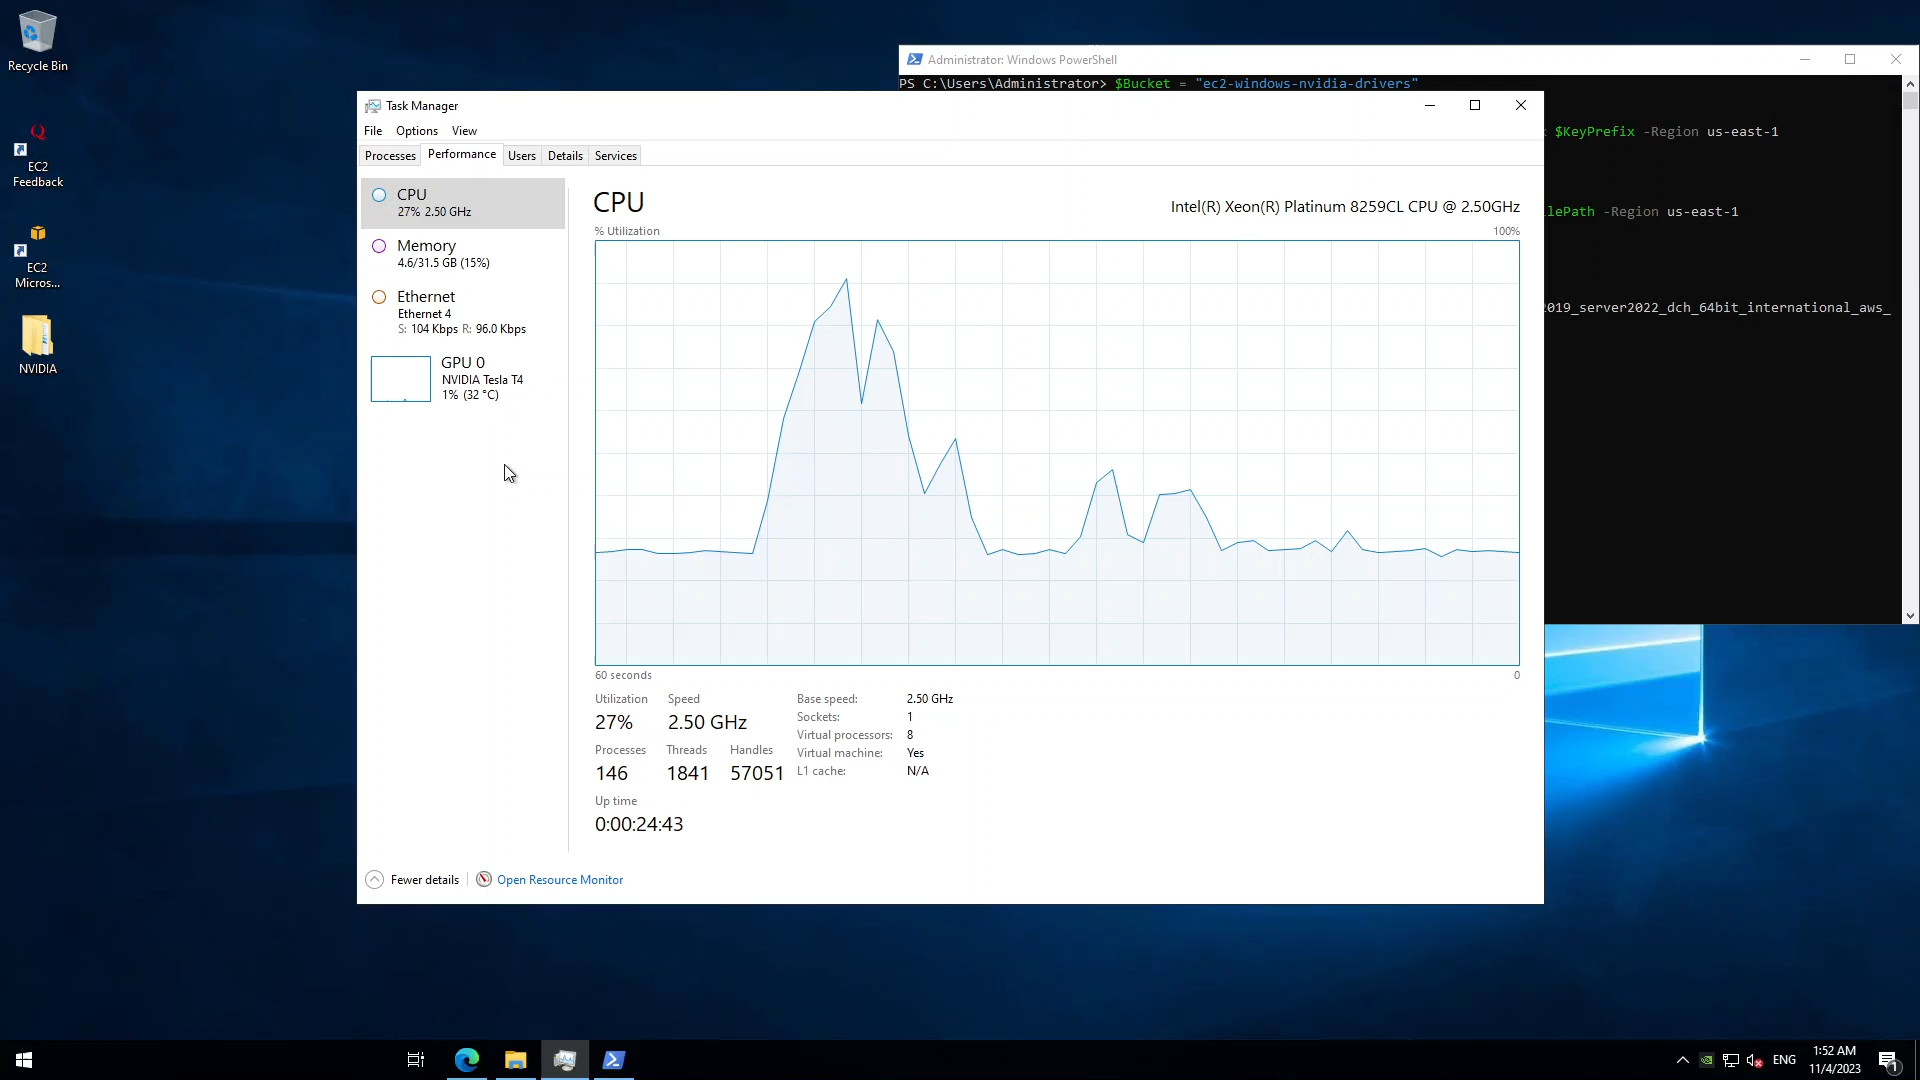 Recycle Bin
EC2
Feedback
EC2
Micros...
NVIDIA
Administrator: Windows PowerShell
PS C:\Users\Administrator> $Bucket = "ec2-windows-nvidia-drivers"
$KeyPrefix -Region us-east-1
lePath -Region us-east-1
2019_server2022_dch_64bit_international_aws_
Task Manager
File Options View
Processes Performance Users Details Services
CPU
27% 2.50 GHz
Memory
4.6/31.5 GB (15%)
Ethernet
Ethernet 4
S: 104 Kbps R: 96.0 Kbps
GPU 0
NVIDIA Tesla T4
1% (32 °C)
CPU
Intel(R) Xeon(R) Platinum 8259CL CPU @ 2.50GHz
% Utilization 100%
60 seconds 0
Utilization Speed
27% 2.50 GHz
Processes Threads Handles
146 1841 57051
Up time
0:00:24:43
Base speed: 2.50 GHz
Sockets: 1
Virtual processors: 8
Virtual machine: Yes
L1 cache: N/A
Fewer details Open Resource Monitor
ENG
1:52 AM
11/4/2023
1